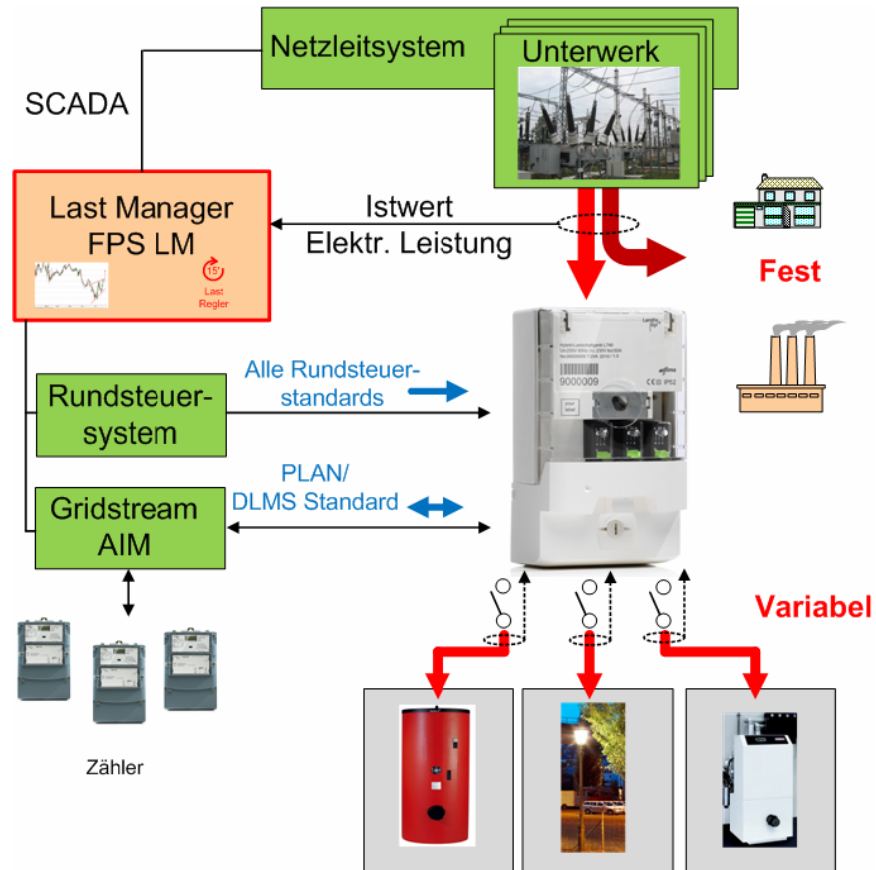 Netzleitsystem
Unterwerk
SCADA
Last Manager
FPS LM
15'
Last
Regler
Istwert
Elektr. Leistung
Fest
Alle Rundsteuer-
standards
Rundsteuer-
system
9000009
IP52
PLAN/
DLMS Standard
Gridstream
AIM
Variabel
Zähler